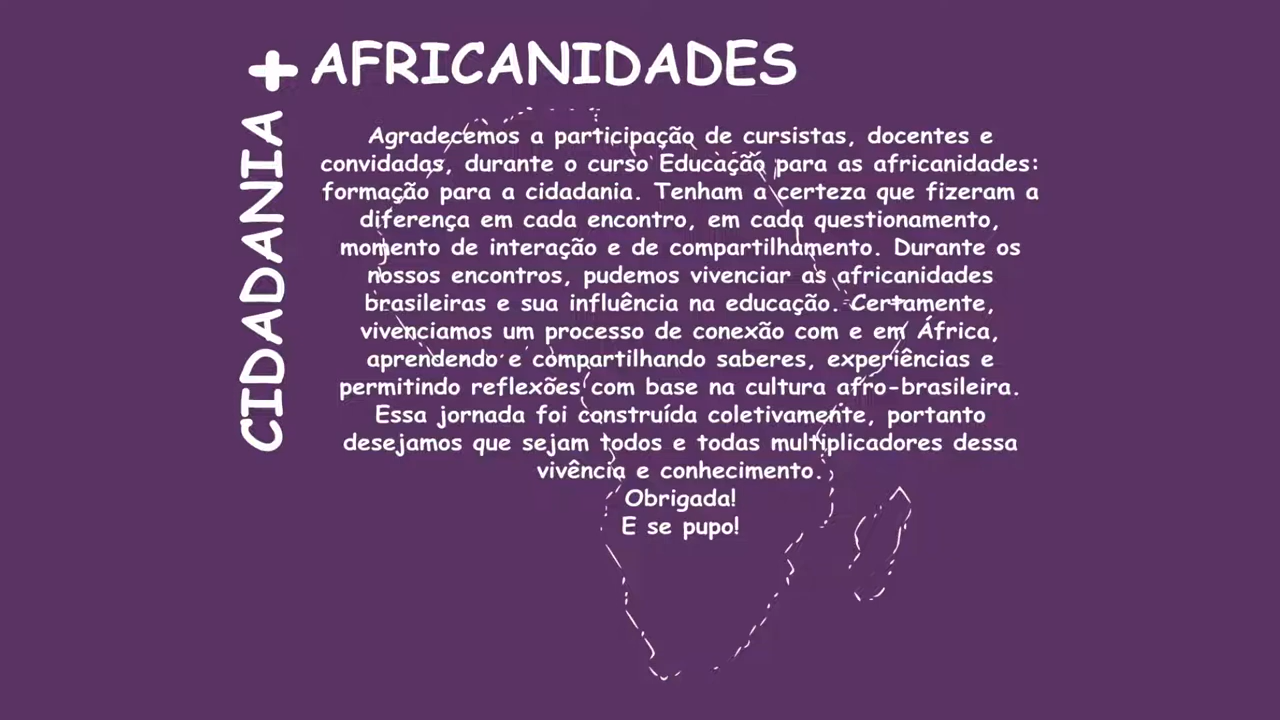 + AFRICANIDADES
CIDADANIA
Agradecemos a participação de cursistas, docentes e
convidadas, durante o curso Educação para as africanidades:
formação para a cidadania. Tenham a certeza que fizeram a
diferença em cada encontro, em cada questionamento,
momento de interação e de compartilhamento. Durante os
nossos encontros, pudemos vivenciar as africanidades
brasileiras e sua influência na educação. Certamente,
vivenciamos um processo de conexão com e em África,
aprendendo e compartilhando saberes, experiências e
permitindo reflexões com base na cultura afro-brasileira.
Essa jornada foi construída coletivamente, portanto
desejamos que sejam todos e todas multiplicadores dessa
vivência e conhecimento.
Obrigada!
E se pupo!